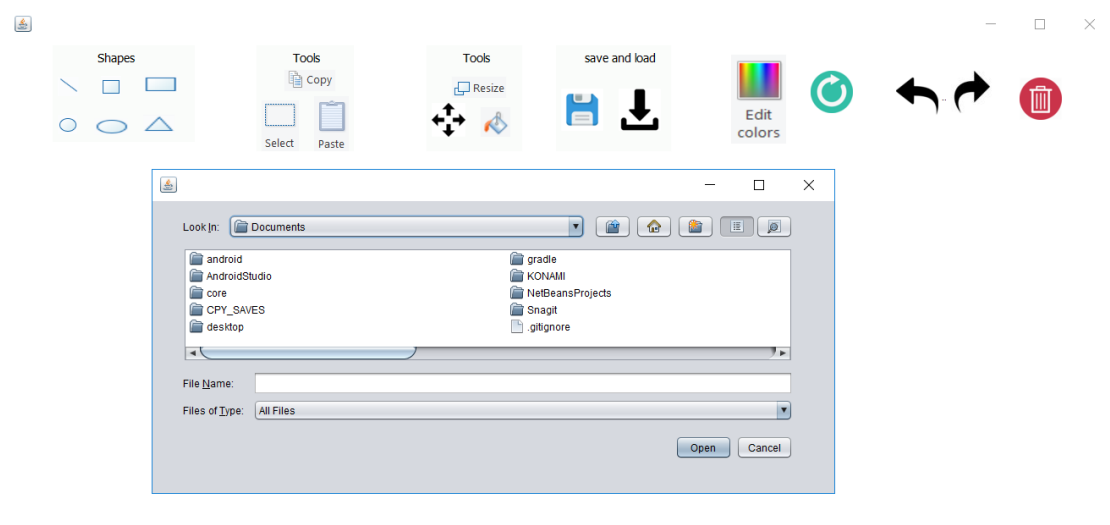 Shapes
Tools
Tools
save and load
Copy
Resize
Select
Paste
Edit
colors
..
Look In:
Documents
android
AndroidStudio
core
CPY_SAVES
desktop
gradle
KONAMI
NetBeansProjects
Snagit
.gitignore
File Name:
Files of Type:
All Files
Open
Cancel